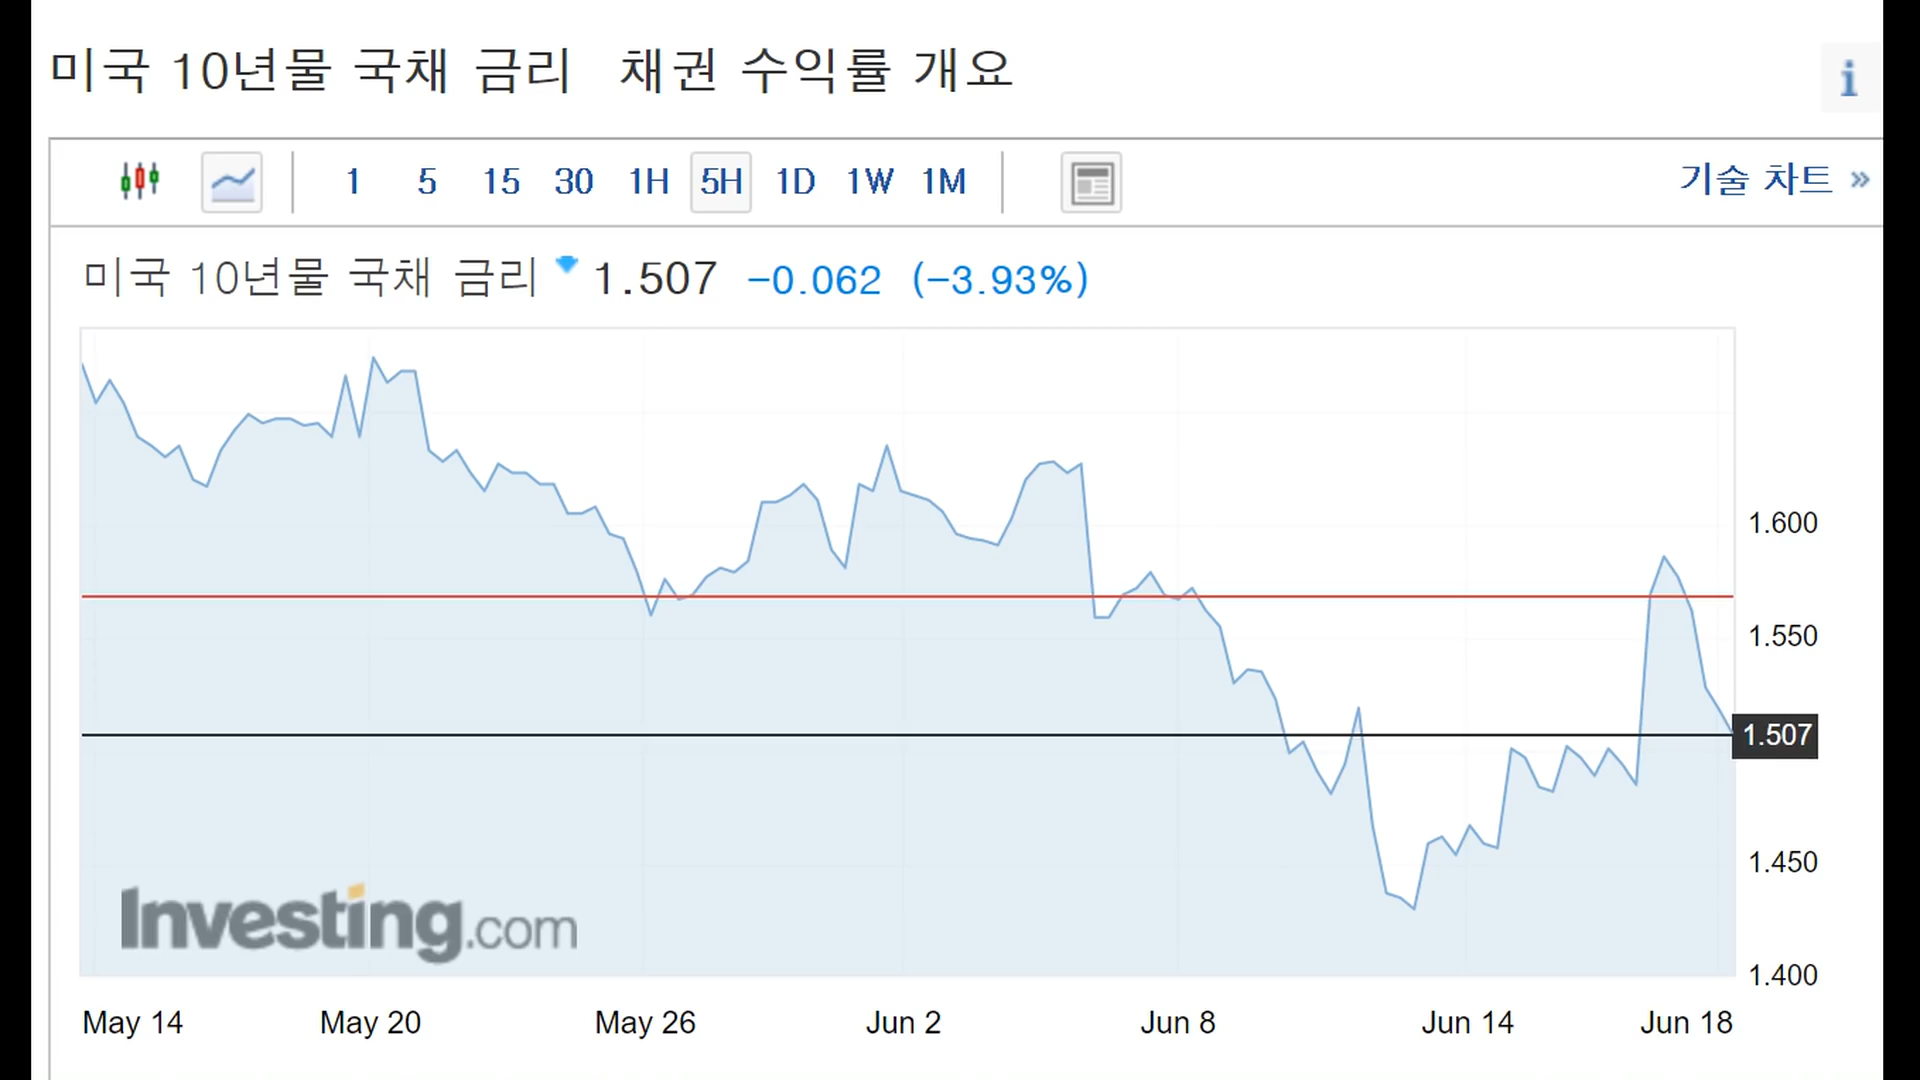 미국 10년물 국채 금리 채권 수익률 개요
i
1 5 15 30 1H 5H 1D 1W 1M
기술 차트 »
미국 10년물 국채 금리 1.507 -0.062 (-3.93%)
1.600
1.550
1.507
1.450
1.400
Investing.com
May 14 May 20 May 26 Jun 2 Jun 8 Jun 14 Jun 18